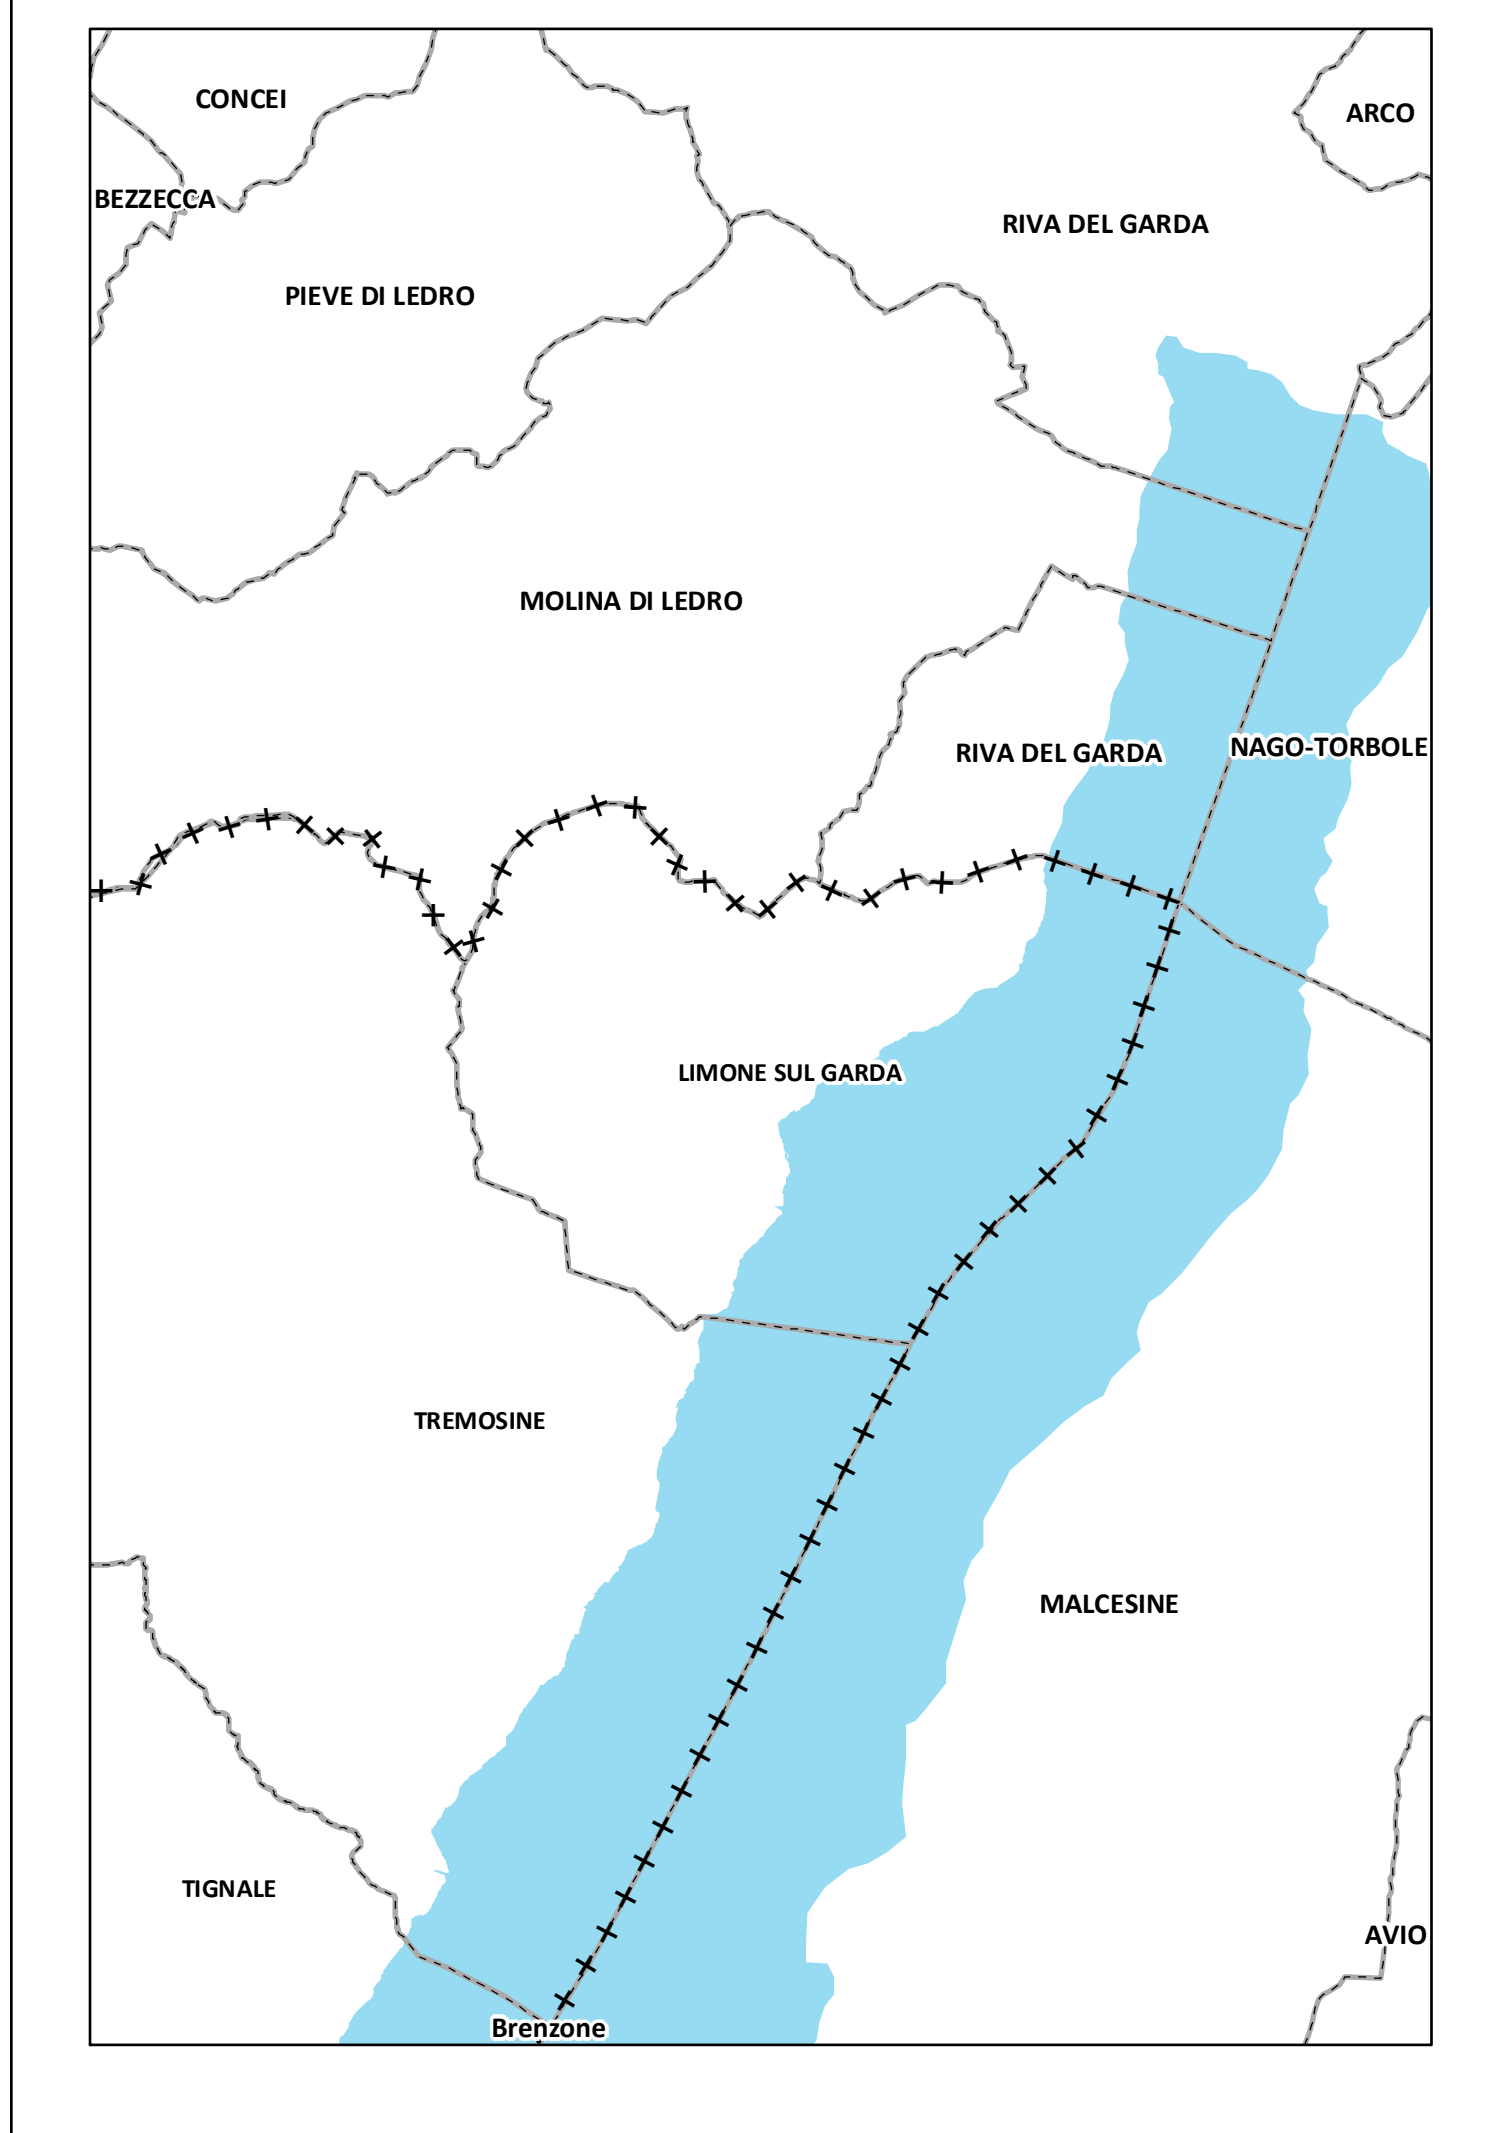 CONCEI
ARCO
BEZZECCA
RIVA DEL GARDA
PIEVE DI LEDRO
MOLINA DI LEDRO
NAGO-TORBOLE
RIVA DEL GARDA
LIMONE SUL GARDA
TREMOSINE
MALCESINE
TIGNALE
AVIO
Brenzone